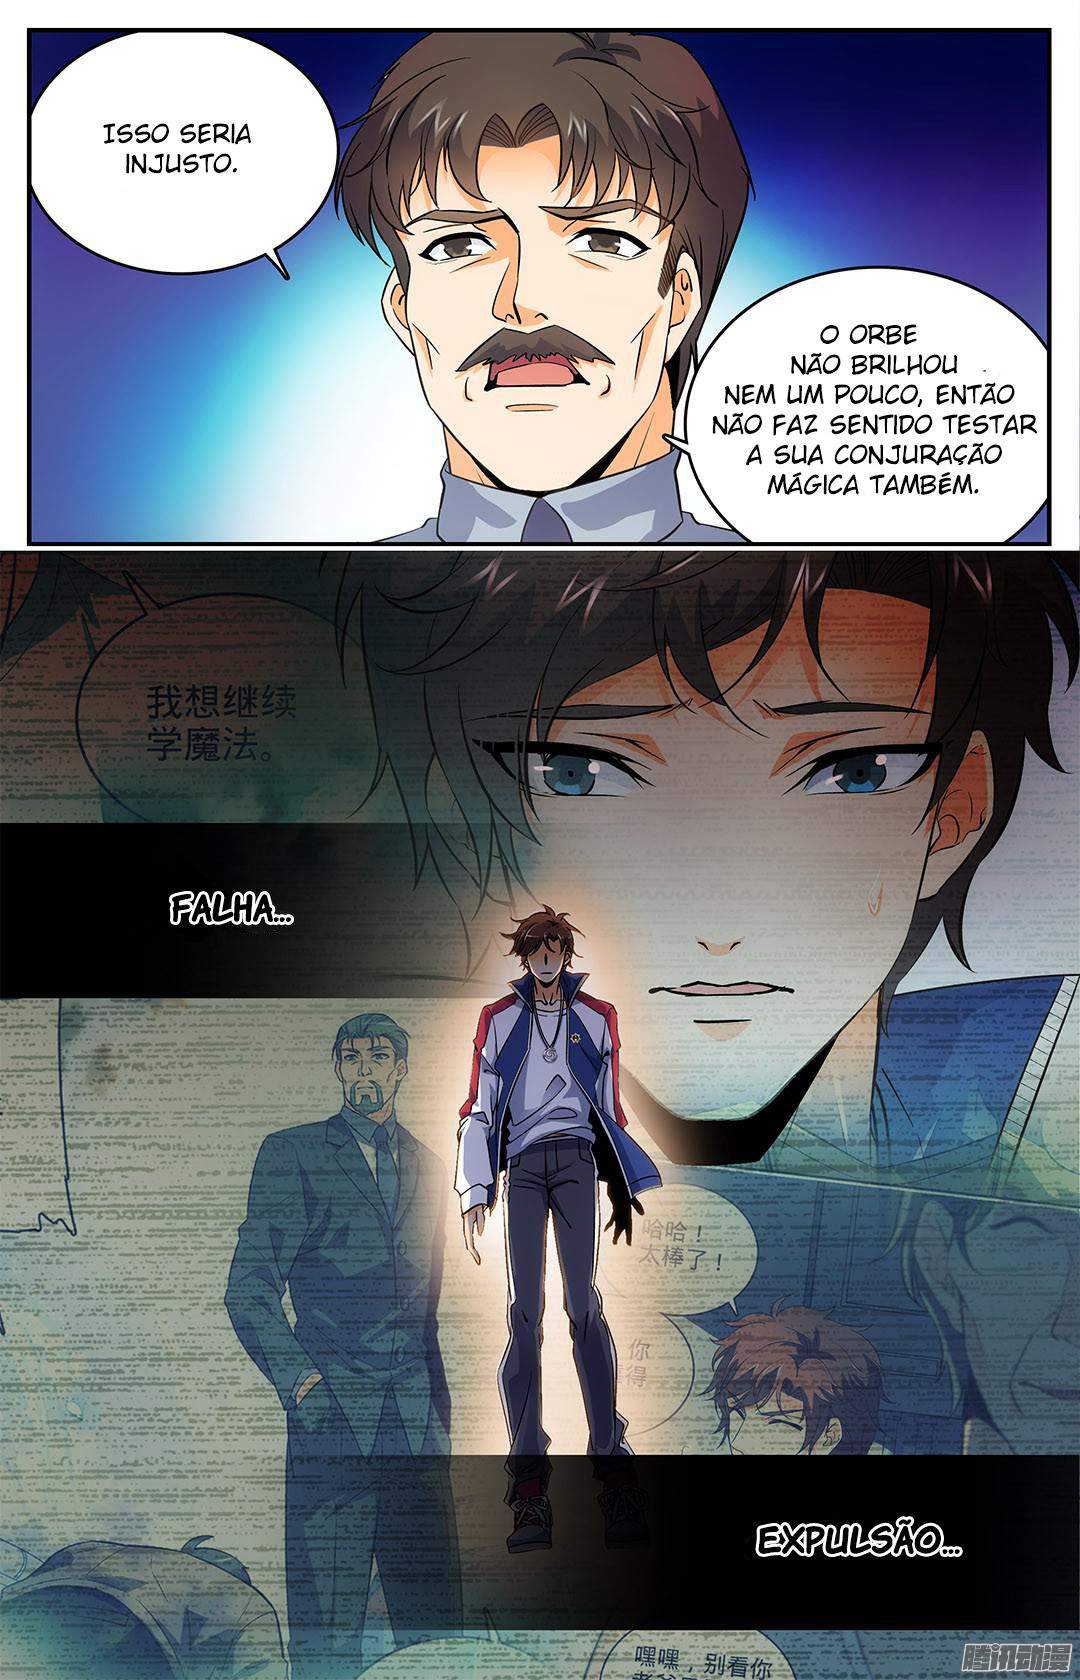 ISSO SERIA
INJUSTO.
O ORBE
NÃO BRILHOU
NEM UM POUCO, ENTÃO
NÃO FAZ SENTIDO TESTAR
A SUA CONJURAÇÃO
MÁGICA TAMBÉM.
我想继续
学魔法。
FALHA...
哈哈！
太棒了！
你
得
EXPULSÃO...
嘿嘿，别看你
腾讯动漫